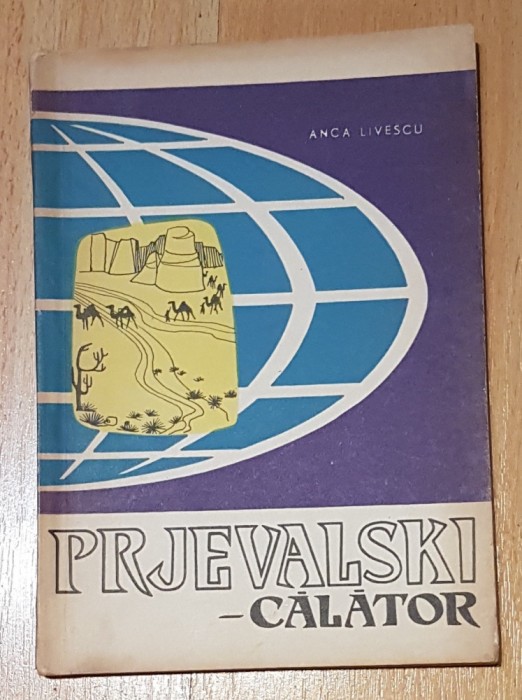 ANCA LIVESCU
PRJEVALSKI
– CĂLĂTOR